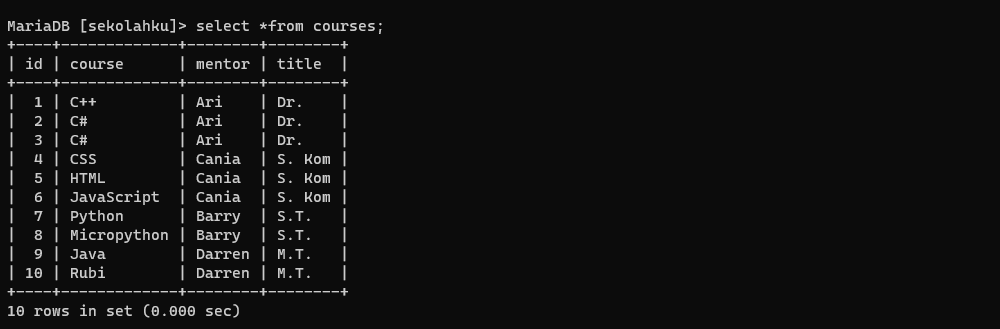 MariaDB [sekolahku]> select *from courses;
+----+-------------+--------+--------+
| id | course      | mentor | title  |
+----+-------------+--------+--------+
|  1 | C++         | Ari    | Dr.    |
|  2 | C#          | Ari    | Dr.    |
|  3 | C#          | Ari    | Dr.    |
|  4 | CSS         | Cania  | S. Kom |
|  5 | HTML        | Cania  | S. Kom |
|  6 | JavaScript  | Cania  | S. Kom |
|  7 | Python      | Barry  | S.T.   |
|  8 | Micropython | Barry  | S.T.   |
|  9 | Java        | Darren | M.T.   |
| 10 | Rubi        | Darren | M.T.   |
+----+-------------+--------+--------+
10 rows in set (0.000 sec)